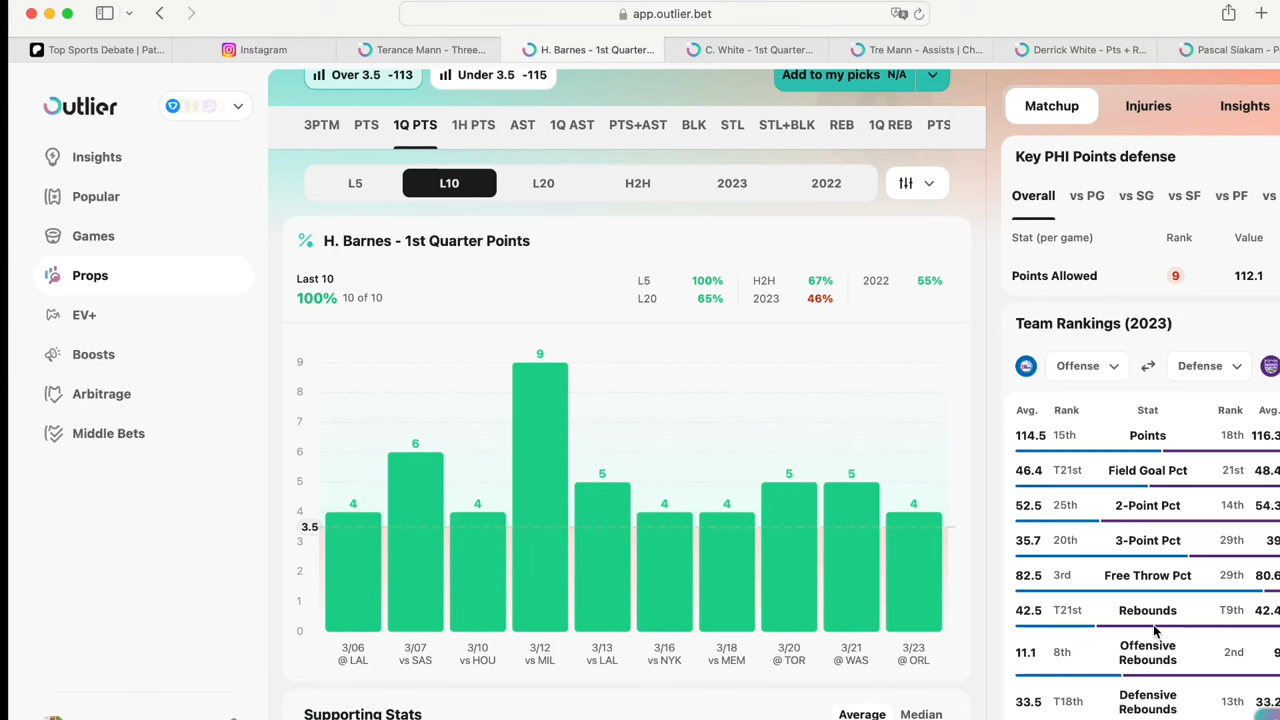 app.outlier.bet
Top Sports Debate | Pat...
Instagram
Terance Mann - Three...
H. Barnes - 1st Quarter...
C. White - 1st Quarter...
Tre Mann - Assists | Ch...
Derrick White - Pts + R...
Pascal Siakam - P
Outlier
Insights
Popular
Games
Props
EV+
Boosts
Arbitrage
Middle Bets
Over 3.5 -113
Under 3.5 -115
Add to my picks N/A
3PTM PTS 1Q PTS 1H PTS AST 1Q AST PTS+AST BLK STL STL+BLK REB 1Q REB PTS
L5 L10 L20 H2H 2023 2022
H. Barnes - 1st Quarter Points
Last 10
100% 10 of 10
L5 100% H2H 67% 2022 55%
L20 65% 2023 46%
9
8
7
6
5
4
3.5
3
2
1
0
4 6 4 9 5 4 4 5 5 4
3/06 3/07 3/10 3/12 3/13 3/16 3/18 3/20 3/21 3/23
@ LAL vs SAS vs HOU vs MIL vs LAL vs NYK vs MEM @ TOR @ WAS @ ORL
Supporting Stats
Average Median
Matchup Injuries Insights
Key PHI Points defense
Overall vs PG vs SG vs SF vs PF vs
Stat (per game) Rank Value
Points Allowed 9 112.1
Team Rankings (2023)
Offense Defense
Avg. Rank Stat Rank Avg.
114.5 15th Points 18th 116.3
46.4 T21st Field Goal Pct 21st 48.4
52.5 25th 2-Point Pct 14th 54.3
35.7 20th 3-Point Pct 29th 39
82.5 3rd Free Throw Pct 29th 80.6
42.5 T21st Rebounds T9th 42.4
11.1 8th Offensive Rebounds 2nd 9
33.5 T18th Defensive Rebounds 13th 33.2